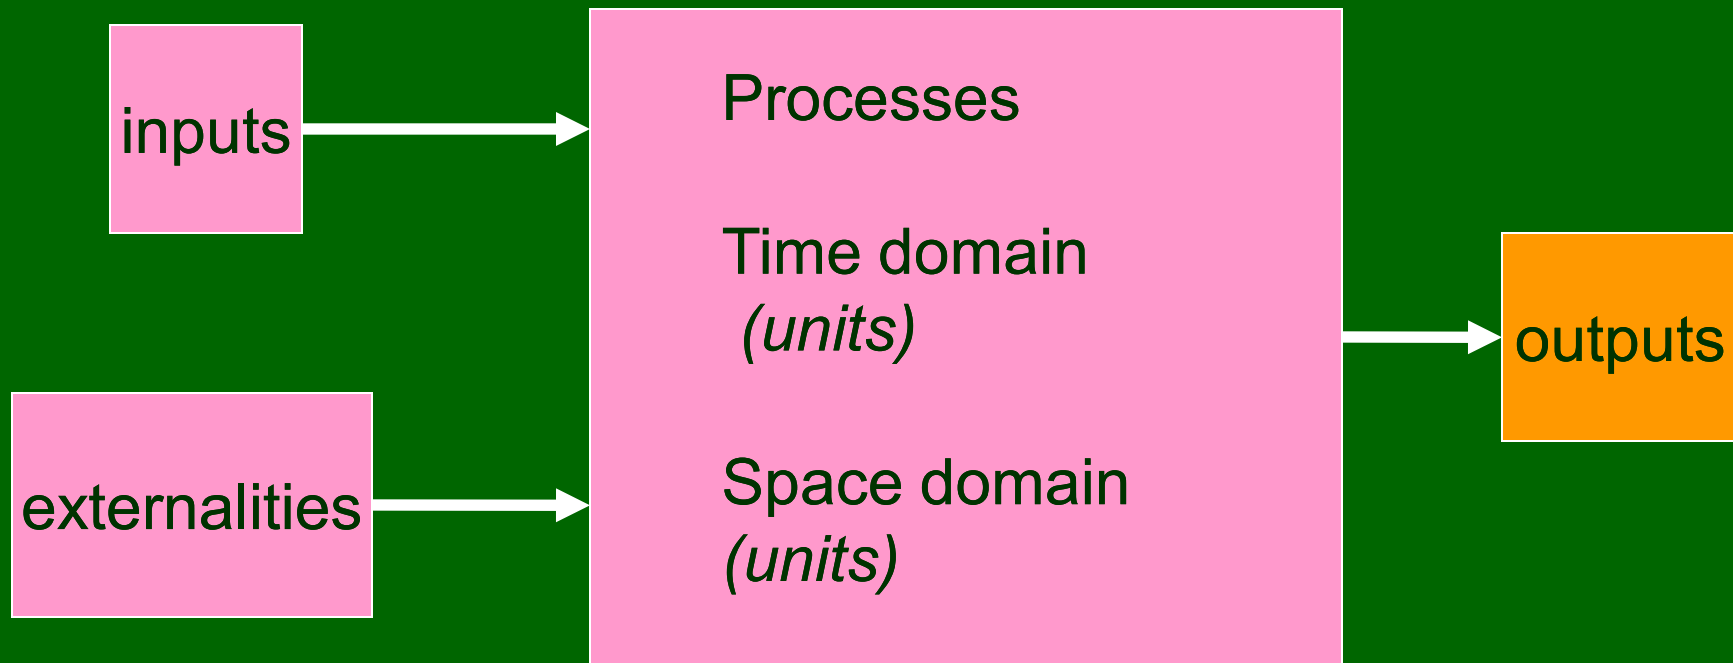 inputs
externalities
Processes
Time domain
(units)
Space domain
(units)
outputs